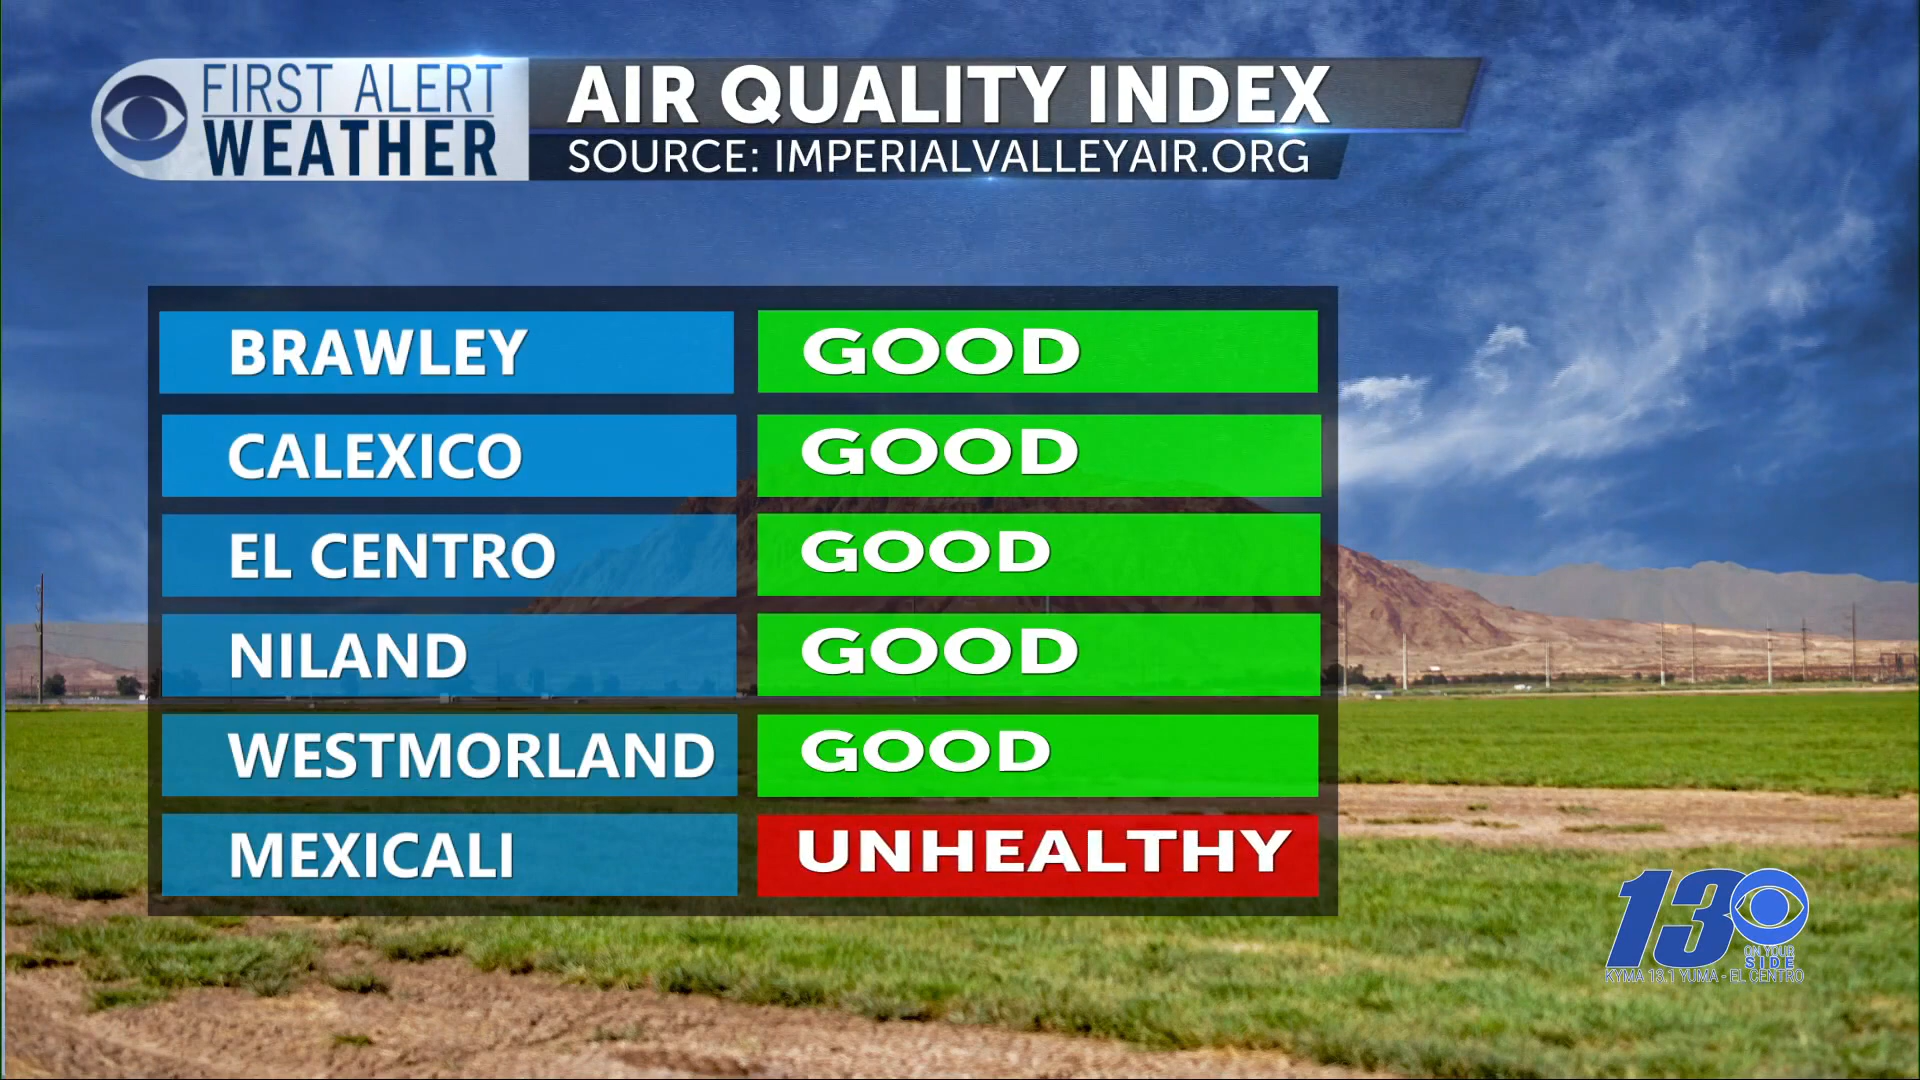 FIRST ALERT
WEATHER
AIR QUALITY INDEX
SOURCE: IMPERIALVALLEYAIR.ORG
BRAWLEY GOOD
CALEXICO GOOD
EL CENTRO GOOD
NILAND GOOD
WESTMORLAND GOOD
MEXICALI UNHEALTHY
13
ON YOUR
SIDE
KYMA 13.1 YUMA - EL CENTRO